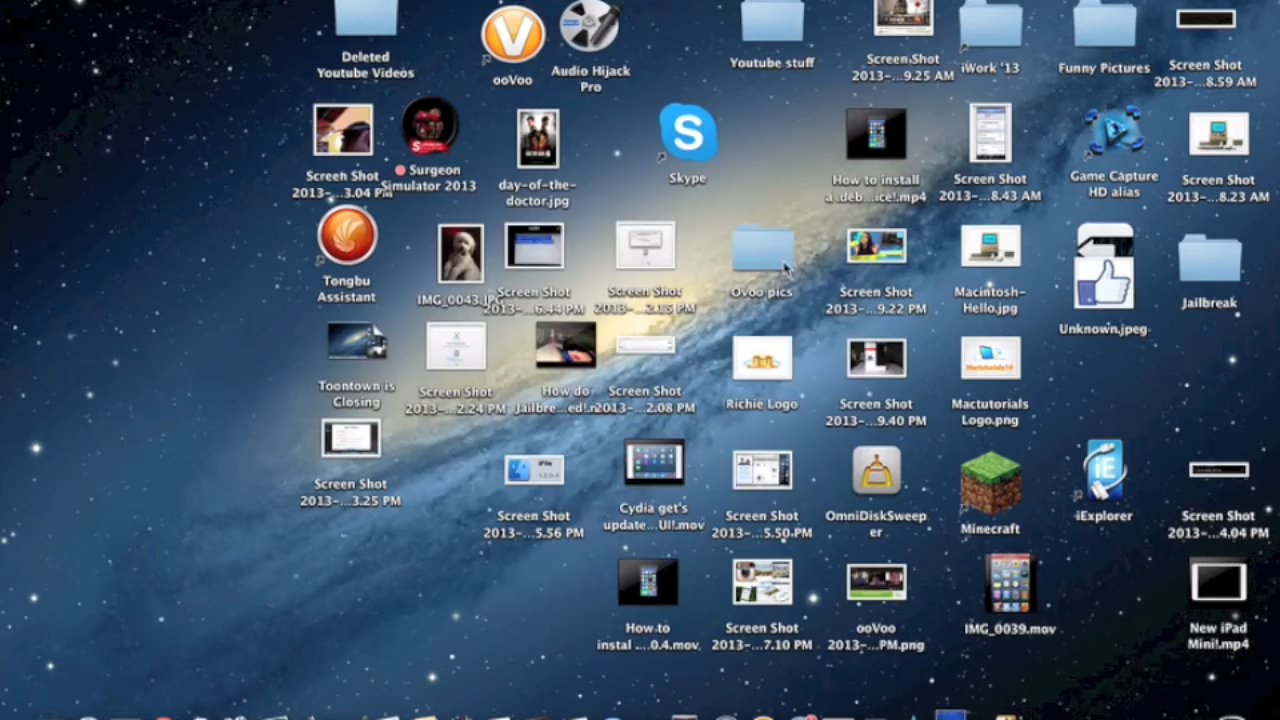 Deleted
Youtube Videos
ooVoo
Audio Hijack
Pro
Youtube stuff
Screen Shot
2013-...9.25 AM
iWork '13
Funny Pictures
Screen Shot
2013-...8.59 AM
Screen Shot
2013-...3.04 PM
Surgeon
Simulator 2013
day-of-the-
doctor.jpg
Skype
How to install
a .deb...ice!.mp4
Screen Shot
2013-...8.43 AM
Game Capture
HD alias
Screen Shot
2013-...8.23 AM
Tongbu
Assistant
IMG_0043.JPG
Screen Shot
2013-...6.44 PM
Screen Shot
2013-...2.15 PM
Ovoo pics
Screen Shot
2013-...9.22 PM
Macintosh-
Hello.jpg
Unknown.jpeg
Jailbreak
Toontown is
Closing
Screen Shot
2013-...2.24 PM
How do
Jailbre...ed!.
Screen Shot
2013-...2.08 PM
Richie Logo
Screen Shot
2013-...9.40 PM
Mactutorials
Logo.png
Screen Shot
2013-...3.25 PM
Screen Shot
2013-...5.56 PM
Cydia get's
update...UI!.mov
Screen Shot
2013-...5.50 PM
OmniDiskSweep
er
Minecraft
iExplorer
Screen Shot
2013-...4.04 PM
How to
instal ....0.4.mov
Screen Shot
2013-...7.10 PM
ooVoo
2013-...PM.png
IMG_0039.mov
New iPad
Mini!.mp4